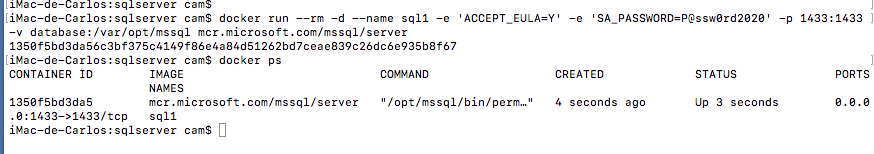 iMac-de-Carlos:sqlserver cam$
iMac-de-Carlos:sqlserver cam$ docker run --rm -d --name sql1 -e 'ACCEPT_EULA=Y' -e 'SA_PASSWORD=P@ssw0rd2020' -p 1433:1433
-v database:/var/opt/mssql mcr.microsoft.com/mssql/server
1350f5bd3da56c3bf375c4149f86e4a84d51262bd7ceae839c26dc6e935b8f67
iMac-de-Carlos:sqlserver cam$ docker ps
CONTAINER ID IMAGE COMMAND CREATED STATUS PORTS
NAMES
1350f5bd3da5 mcr.microsoft.com/mssql/server "/opt/mssql/bin/perm…" 4 seconds ago Up 3 seconds 0.0.0
.0:1433->1433/tcp sql1
iMac-de-Carlos:sqlserver cam$